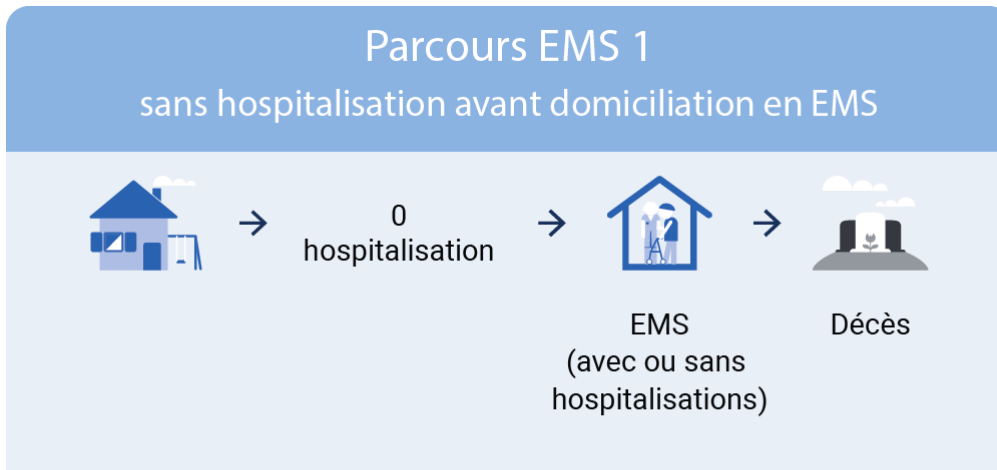 Parcours EMS 1
sans hospitalisation avant domiciliation en EMS
0
hospitalisation
EMS
(avec ou sans
hospitalisations)
Décès